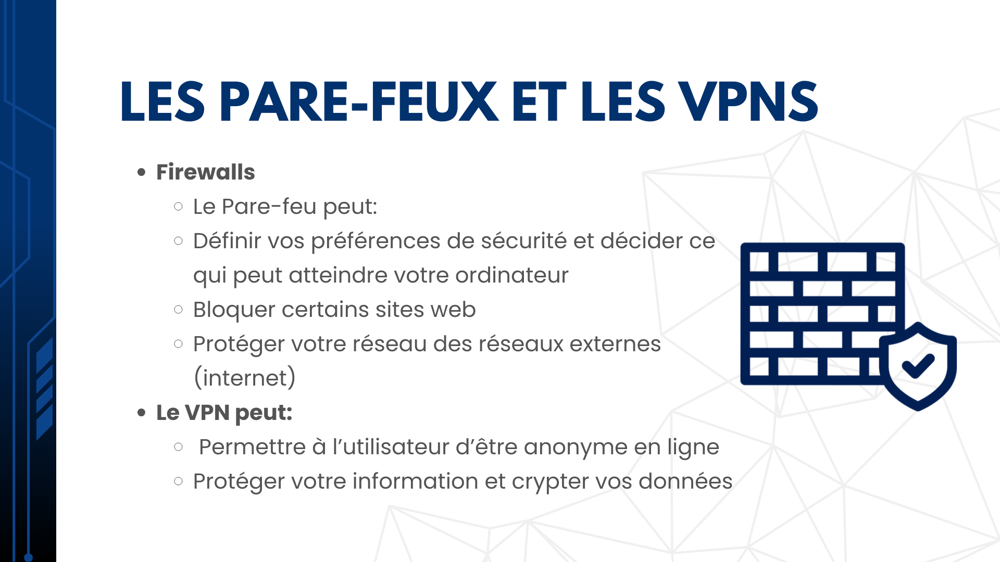 LES PARE-FEUX ET LES VPNS
Firewalls
Le Pare-feu peut:
Définir vos préférences de sécurité et décider ce
qui peut atteindre votre ordinateur
Bloquer certains sites web
Protéger votre réseau des réseaux externes
(internet)
Le VPN peut:
Permettre à l’utilisateur d’être anonyme en ligne
Protéger votre information et crypter vos données